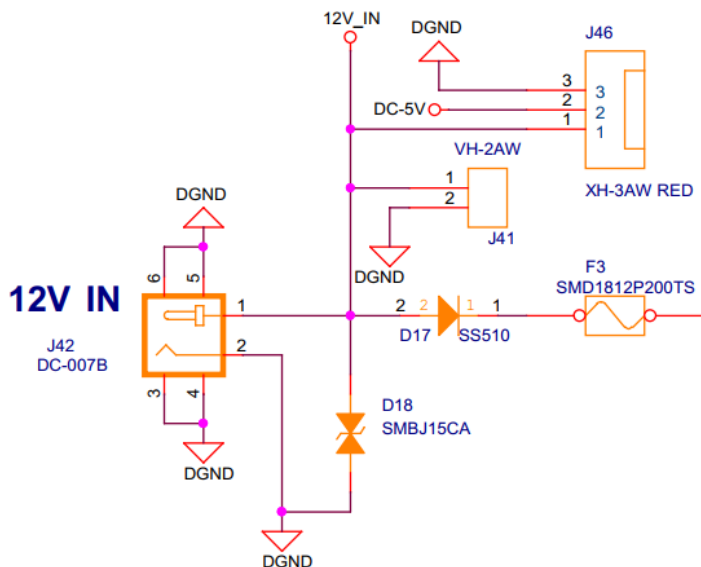 12V_IN
DGND
J46
3
3
DC-5V
2
2
1
1
VH-2AW
1
2
XH-3AW RED
J41
DGND
DGND
6
5
12V IN
1
F3
SMD1812P200TS
2
2
1
1
D17
SS510
J42
DC-007B
2
3
4
D18
SMBJ15CA
DGND
DGND